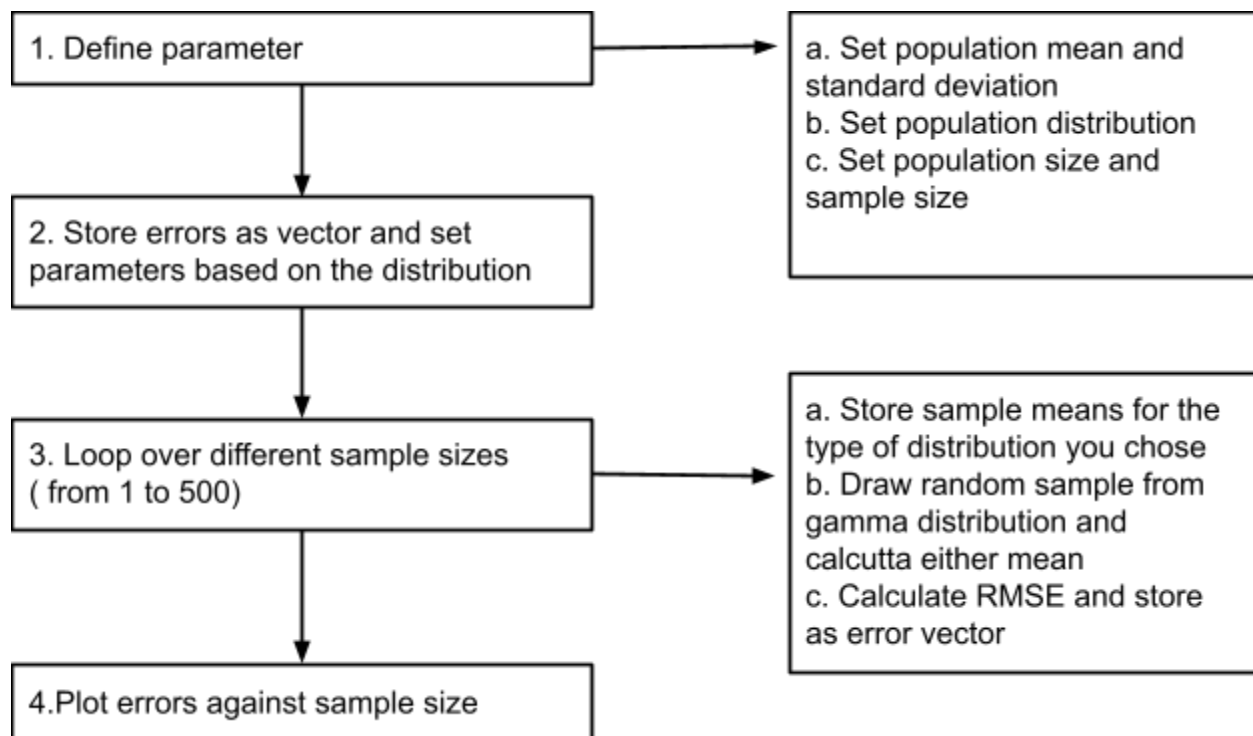 1. Define parameter
a. Set population mean and
standard deviation
b. Set population distribution
c. Set population size and
sample size
2. Store errors as vector and set
parameters based on the distribution
3. Loop over different sample sizes
( from 1 to 500)
a. Store sample means for the
type of distribution you chose
b. Draw random sample from
gamma distribution and
calcutta either mean
c. Calculate RMSE and store
as error vector
4.Plot errors against sample size